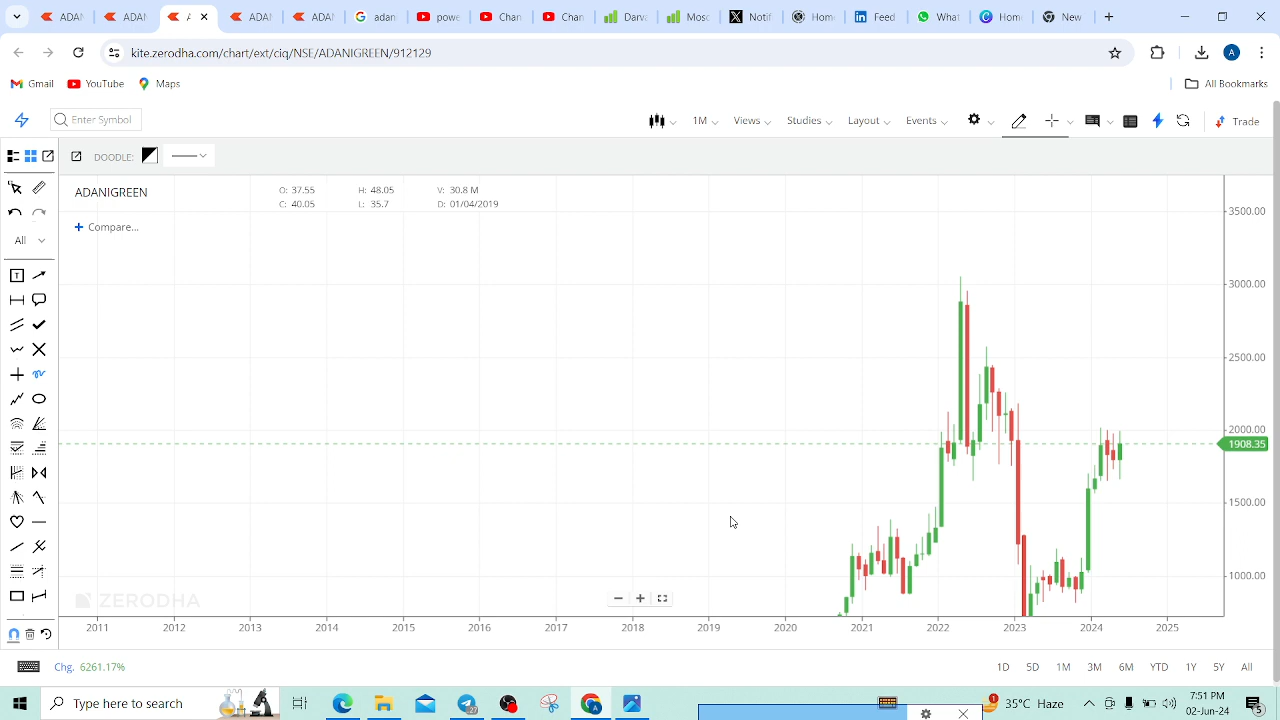 ADAN
ADAN
A
ADAN
ADAN
adan
powe
Chan
Chan
Darva
Mosc
Notif
Hom
Feed
What
Hom
New
kite.zerodha.com/chart/ext/ciq/NSE/ADANIGREEN/912129
A
Gmail YouTube Maps All Bookmarks
Enter Symbol 1M Views Studies Layout Events Trade
DOODLE:
ADANIGREEN O: 37.55 H: 48.05 V: 30.8 M
C: 40.05 L: 35.7 D: 01/04/2019
+ Compare...
All
T
3500.00
3000.00
2500.00
2000.00
1908.35
1500.00
1000.00
ZERODHA
2011 2012 2013 2014 2015 2016 2017 2018 2019 2020 2021 2022 2023 2024 2025
Chg. 6261.17% 1D 5D 1M 3M 6M YTD 1Y 5Y All
Type here to search 1 33°C Haze 7:51 PM
02-Jun-24